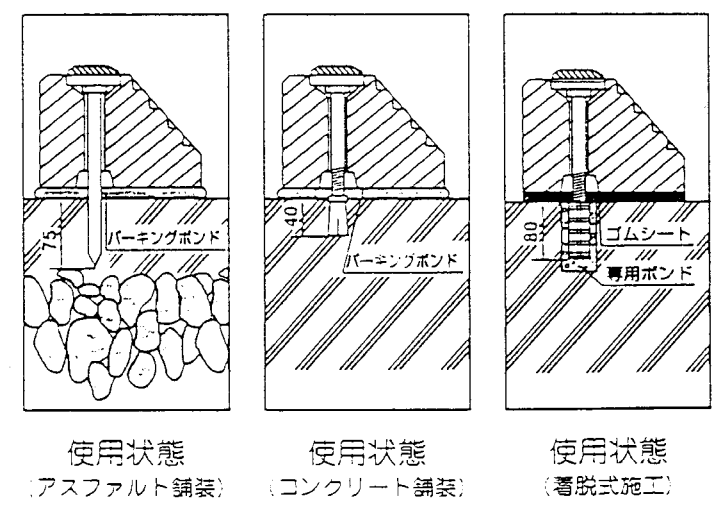 75
パーキングボンド
使用状態
(アスファルト舗装)
40
パーキングボンド
使用状態
(コンクリート舗装)
80
ゴムシート
専用ボンド
使用状態
(着脱式施工)